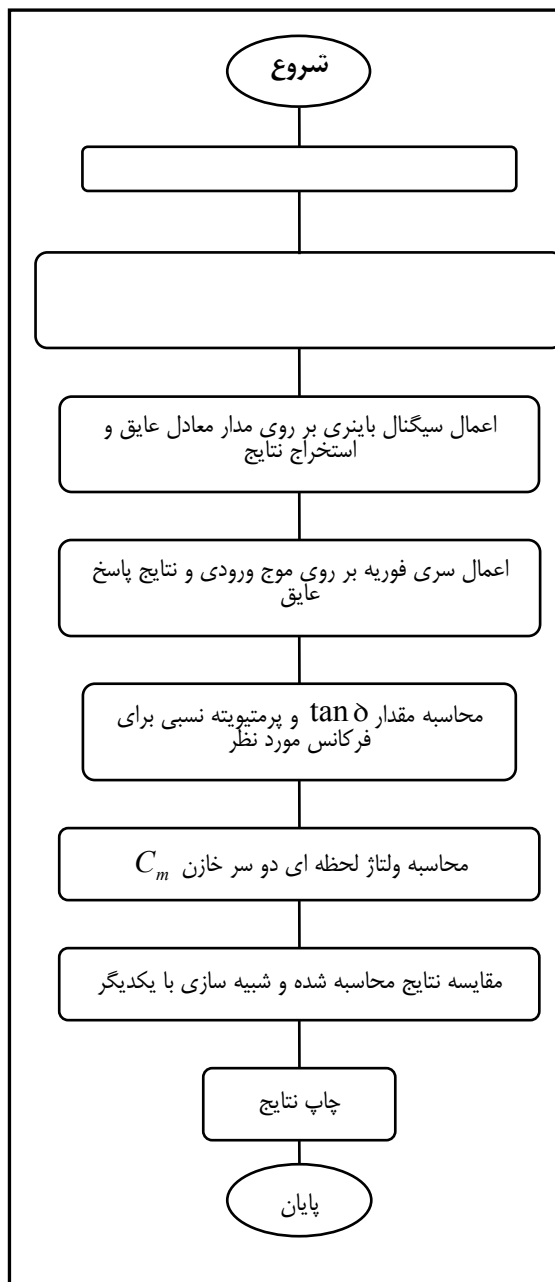 شروع
اعمال سیگنال باینری بر روی مدار معادل عایق و
استخراج نتایج
اعمال سری فوریه بر روی موج ورودی و نتایج پاسخ
عایق
محاسبه مقدار tan δ و پرمتیویته نسبی برای
فرکانس مورد نظر
محاسبه ولتاژ لحظه ای دو سر خازن C_m
مقایسه نتایج محاسبه شده و شبیه سازی با یکدیگر
چاپ نتایج
پایان